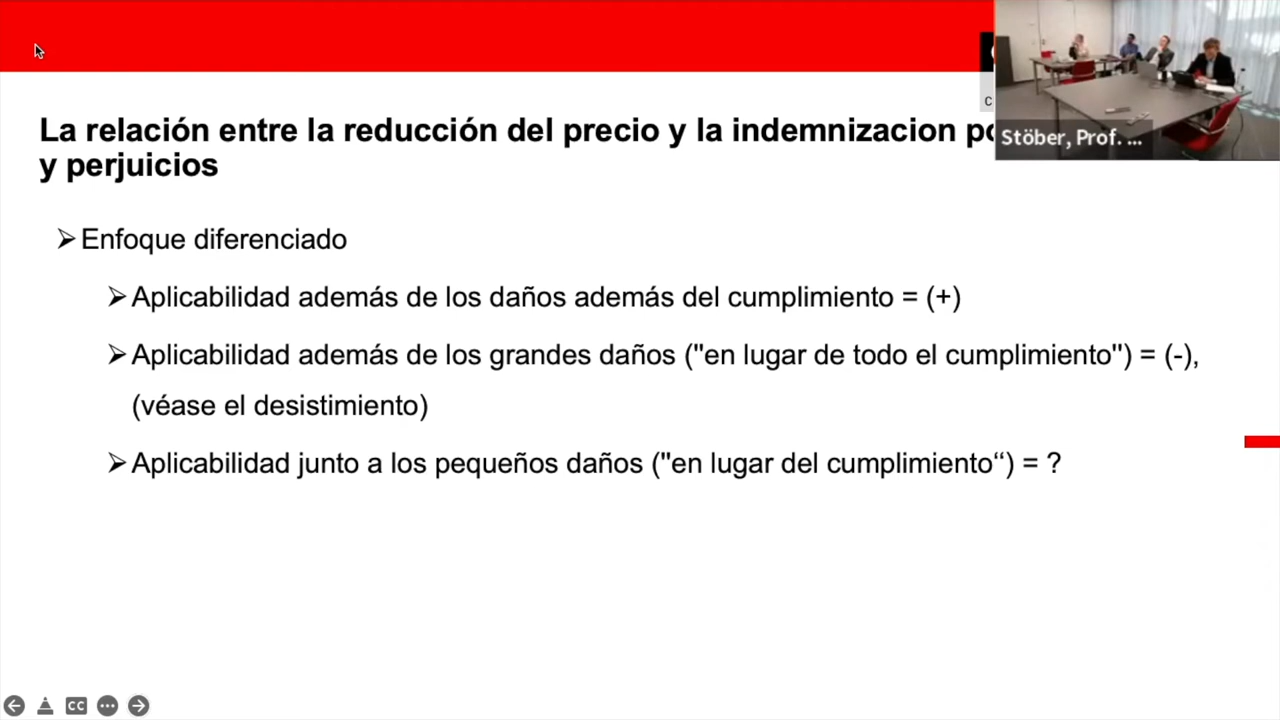 La relación entre la reducción del precio y la indemnizacion
y perjuicios
Stöber, Prof. ...
➢ Enfoque diferenciado
➢ Aplicabilidad además de los daños además del cumplimiento = (+)
➢ Aplicabilidad además de los grandes daños ("en lugar de todo el cumplimiento") = (-),
(véase el desistimiento)
➢ Aplicabilidad junto a los pequeños daños ("en lugar del cumplimiento“) = ?
CC